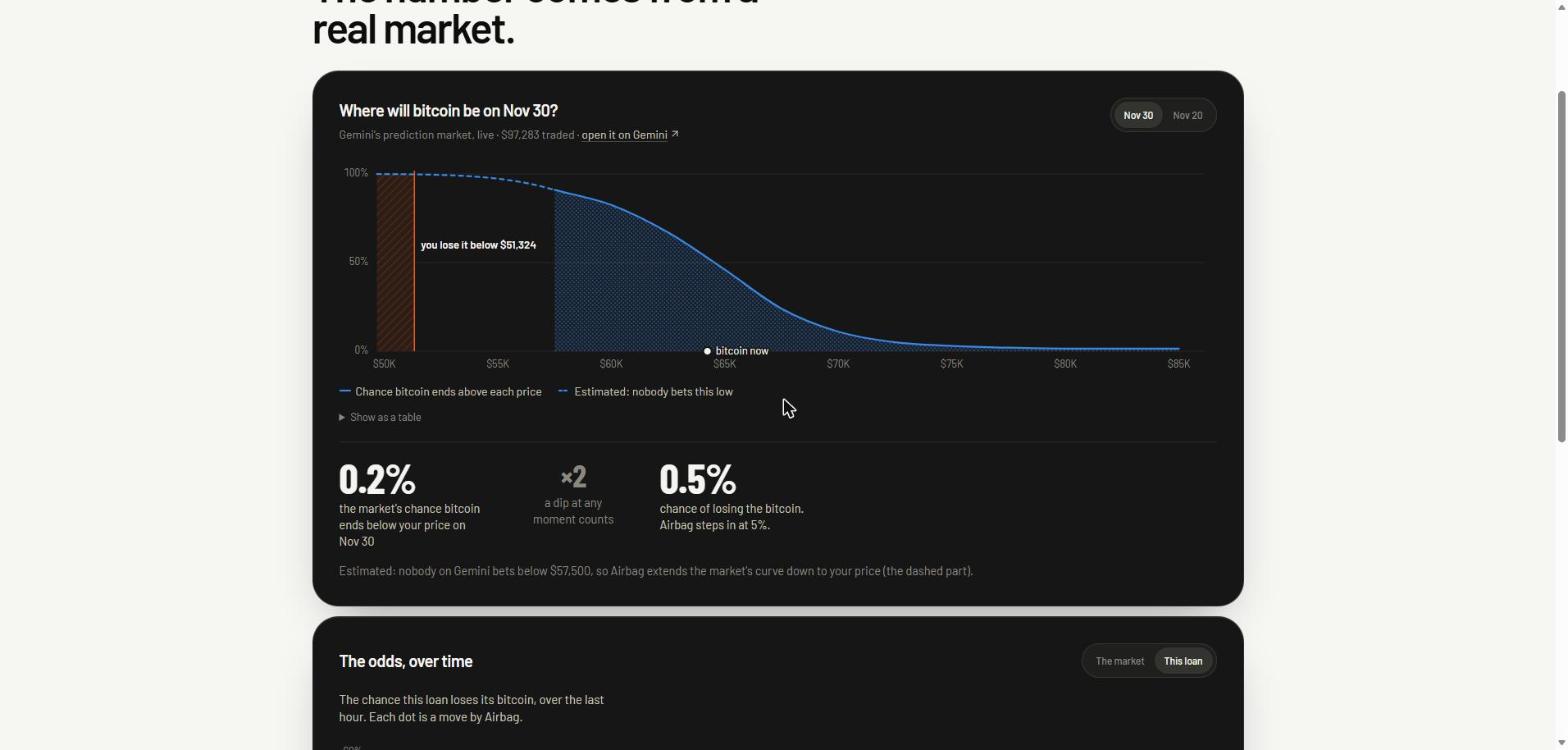 The number comes from a
real market.
Where will bitcoin be on Nov 30?
Nov 30 Nov 20
Gemini's prediction market, live · $97,283 traded · open it on Gemini ↗
100%
you lose it below $51,324
50%
0%
bitcoin now
$50K $55K $60K $65K $70K $75K $80K $85K
Chance bitcoin ends above each price Estimated: nobody bets this low
Show as a table
0.2%
the market's chance bitcoin
ends below your price on
Nov 30
×2
a dip at any
moment counts
0.5%
chance of losing the bitcoin.
Airbag steps in at 5%.
Estimated: nobody on Gemini bets below $57,500, so Airbag extends the market's curve down to your price (the dashed part).
The odds, over time
The market This loan
The chance this loan loses its bitcoin, over the last
hour. Each dot is a move by Airbag.